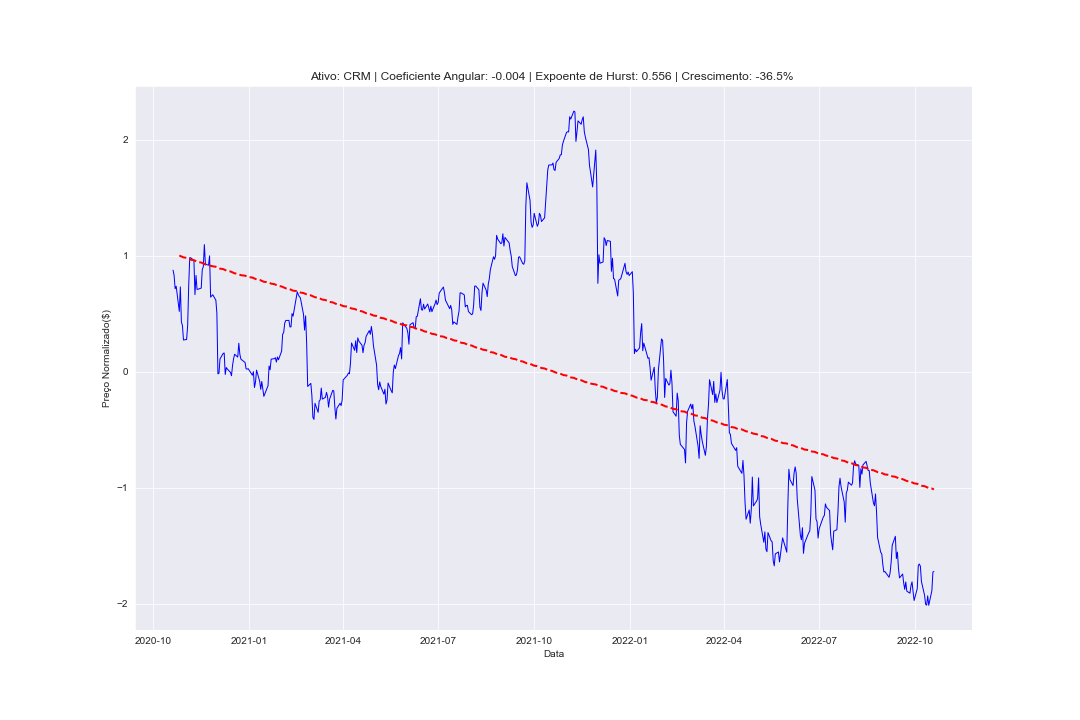 Ativo: CRM | Coeficiente Angular: -0.004 | Expoente de Hurst: 0.556 | Crescimento: -36.5%
Preço Normalizado($)
2
1
0
−1
−2
2020-10 2021-01 2021-04 2021-07 2021-10 2022-01 2022-04 2022-07 2022-10
Data